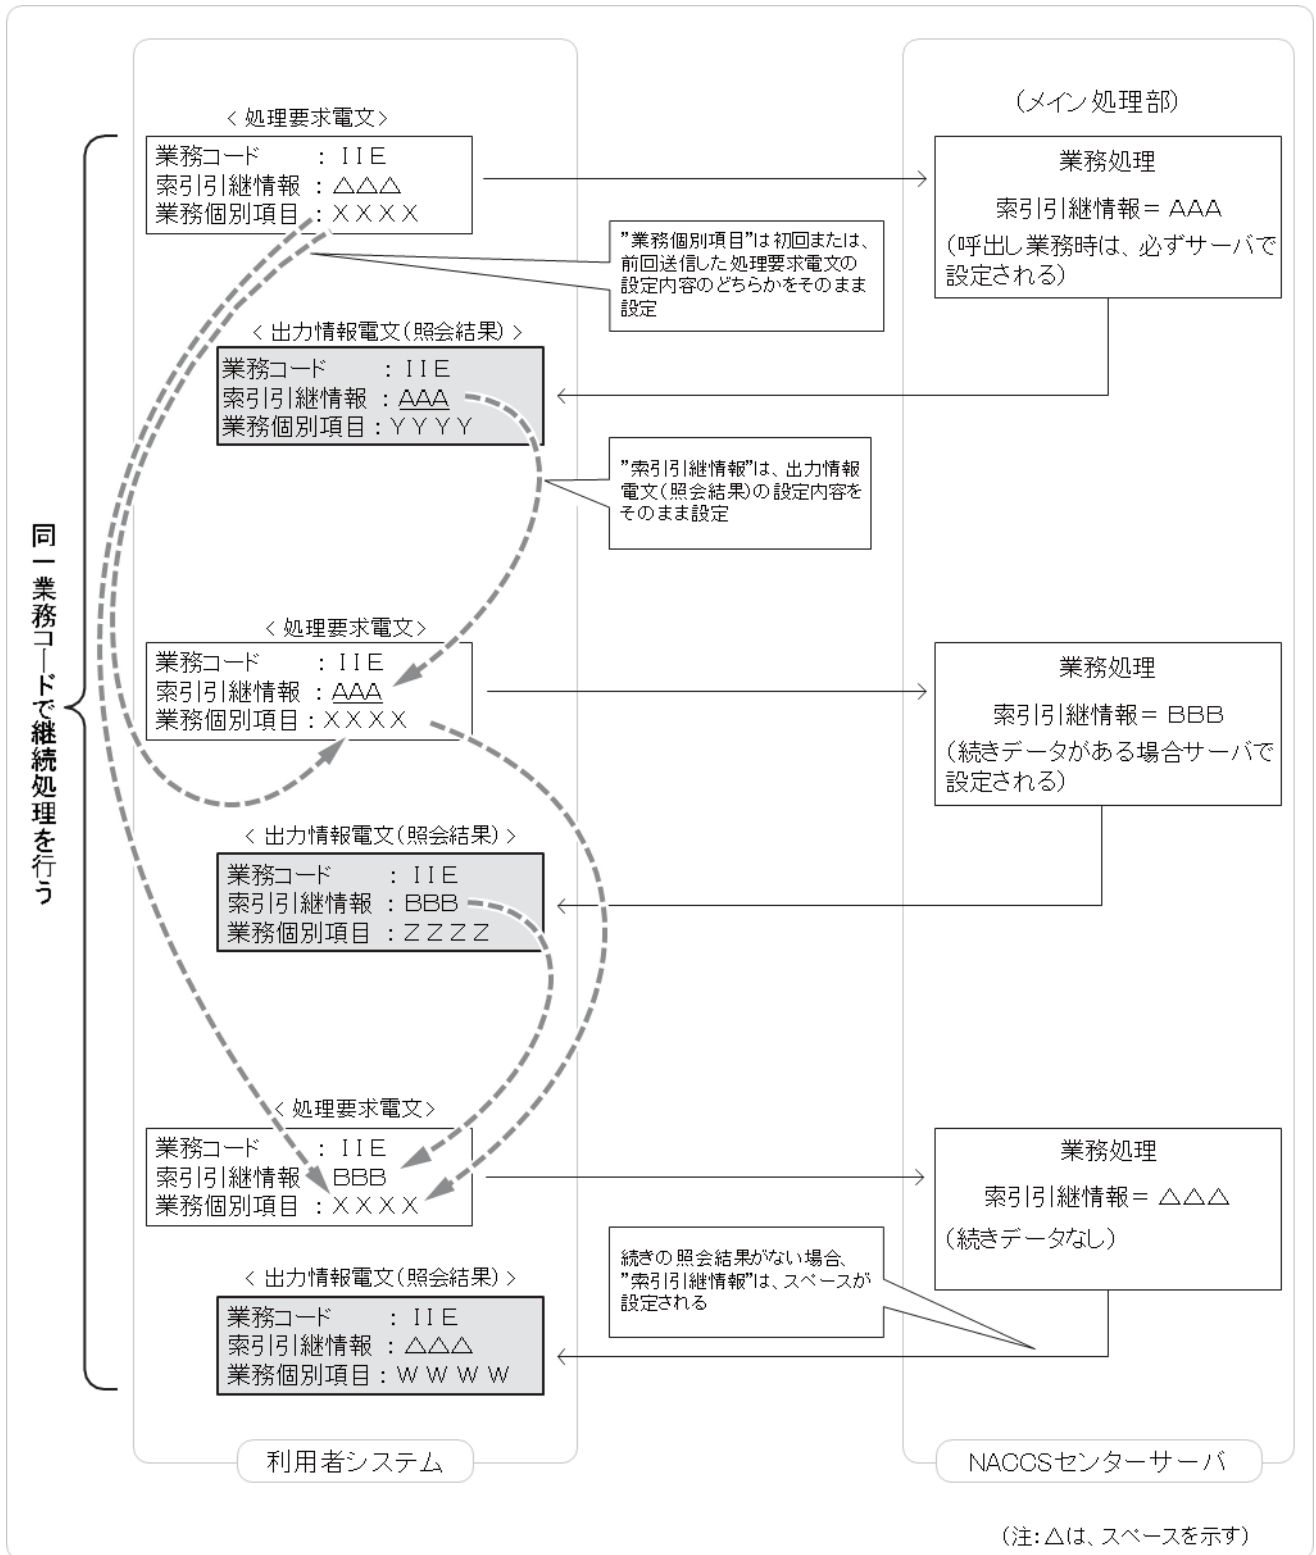 (メイン処理部)
<処理要求電文>
業務コード : IIE
索引引継情報 : △△△
業務個別項目 : XXXX
業務処理
索引引継情報= AAA
(呼出し業務時は、必ずサーバで
設定される)
”業務個別項目”は初回または、
前回送信した処理要求電文の
設定内容のどちらかをそのまま
設定
<出力情報電文(照会結果)>
業務コード : IIE
索引引継情報 : AAA
業務個別項目 : YYYY
”索引引継情報”は、出力情報
電文(照会結果)の設定内容を
そのまま設定
同一業務コードで継続処理を行う
<処理要求電文>
業務コード : IIE
索引引継情報 : AAA
業務個別項目 : XXXX
業務処理
索引引継情報= BBB
(続きデータがある場合サーバで
設定される)
<出力情報電文(照会結果)>
業務コード : IIE
索引引継情報 : BBB
業務個別項目 : ZZZZ
<処理要求電文>
業務コード : IIE
索引引継情報 BBB
業務個別項目 : XXXX
業務処理
索引引継情報= △△△
(続きデータなし)
続きの照会結果がない場合、
”索引引継情報”は、スペースが
設定される
<出力情報電文(照会結果)>
業務コード : IIE
索引引継情報 : △△△
業務個別項目 : WWWW
利用者システム
NACCSセンターサーバ
(注:△は、スペースを示す)